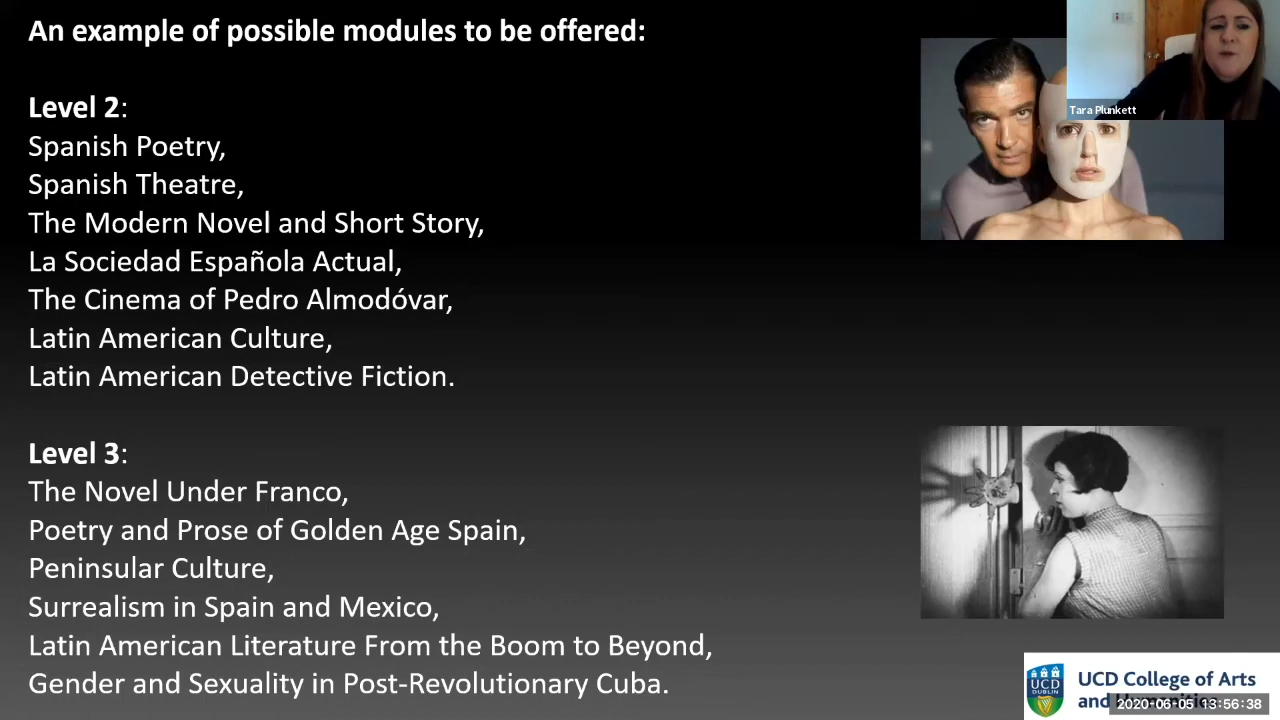 An example of possible modules to be offered:
Level 2:
Spanish Poetry,
Spanish Theatre,
The Modern Novel and Short Story,
La Sociedad Española Actual,
The Cinema of Pedro Almodóvar,
Latin American Culture,
Latin American Detective Fiction.
Level 3:
The Novel Under Franco,
Poetry and Prose of Golden Age Spain,
Peninsular Culture,
Surrealism in Spain and Mexico,
Latin American Literature From the Boom to Beyond,
Gender and Sexuality in Post-Revolutionary Cuba.
Tara Plunkett
UCD
DUBLIN
UCD College of Arts
and
2020-06-05 13:56:38